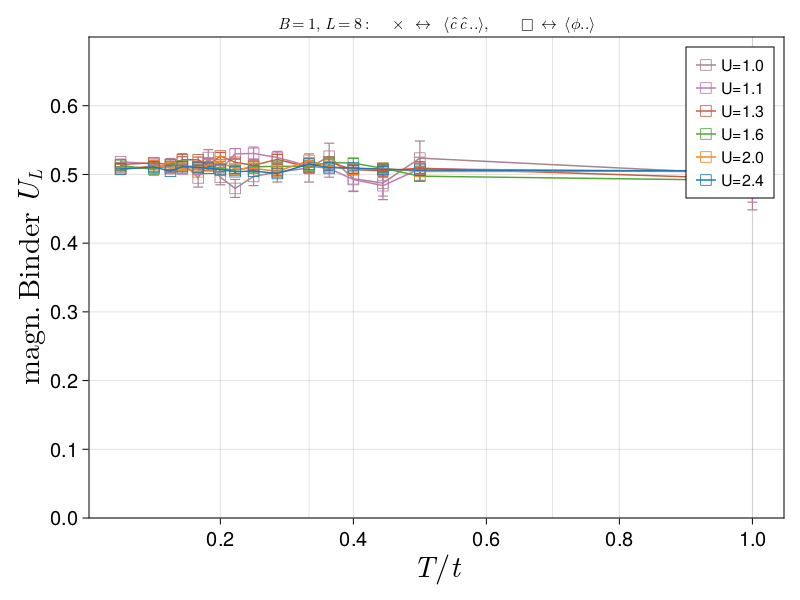 B = 1, L = 8 : × ↔ ⟨ĉ ĉ ..⟩, □ ↔ ⟨ϕ..⟩
U=1.0
U=1.1
U=1.3
U=1.6
U=2.0
U=2.4
magn. Binder U_L
0.6
0.5
0.4
0.3
0.2
0.1
0.0
0.2 0.4 0.6 0.8 1.0
T/t